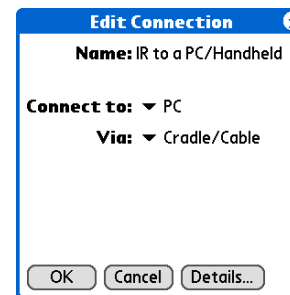 Edit Connection
Name: IR to a PC/Handheld
Connect to: PC
Via: Cradle/Cable
OK Cancel Details...